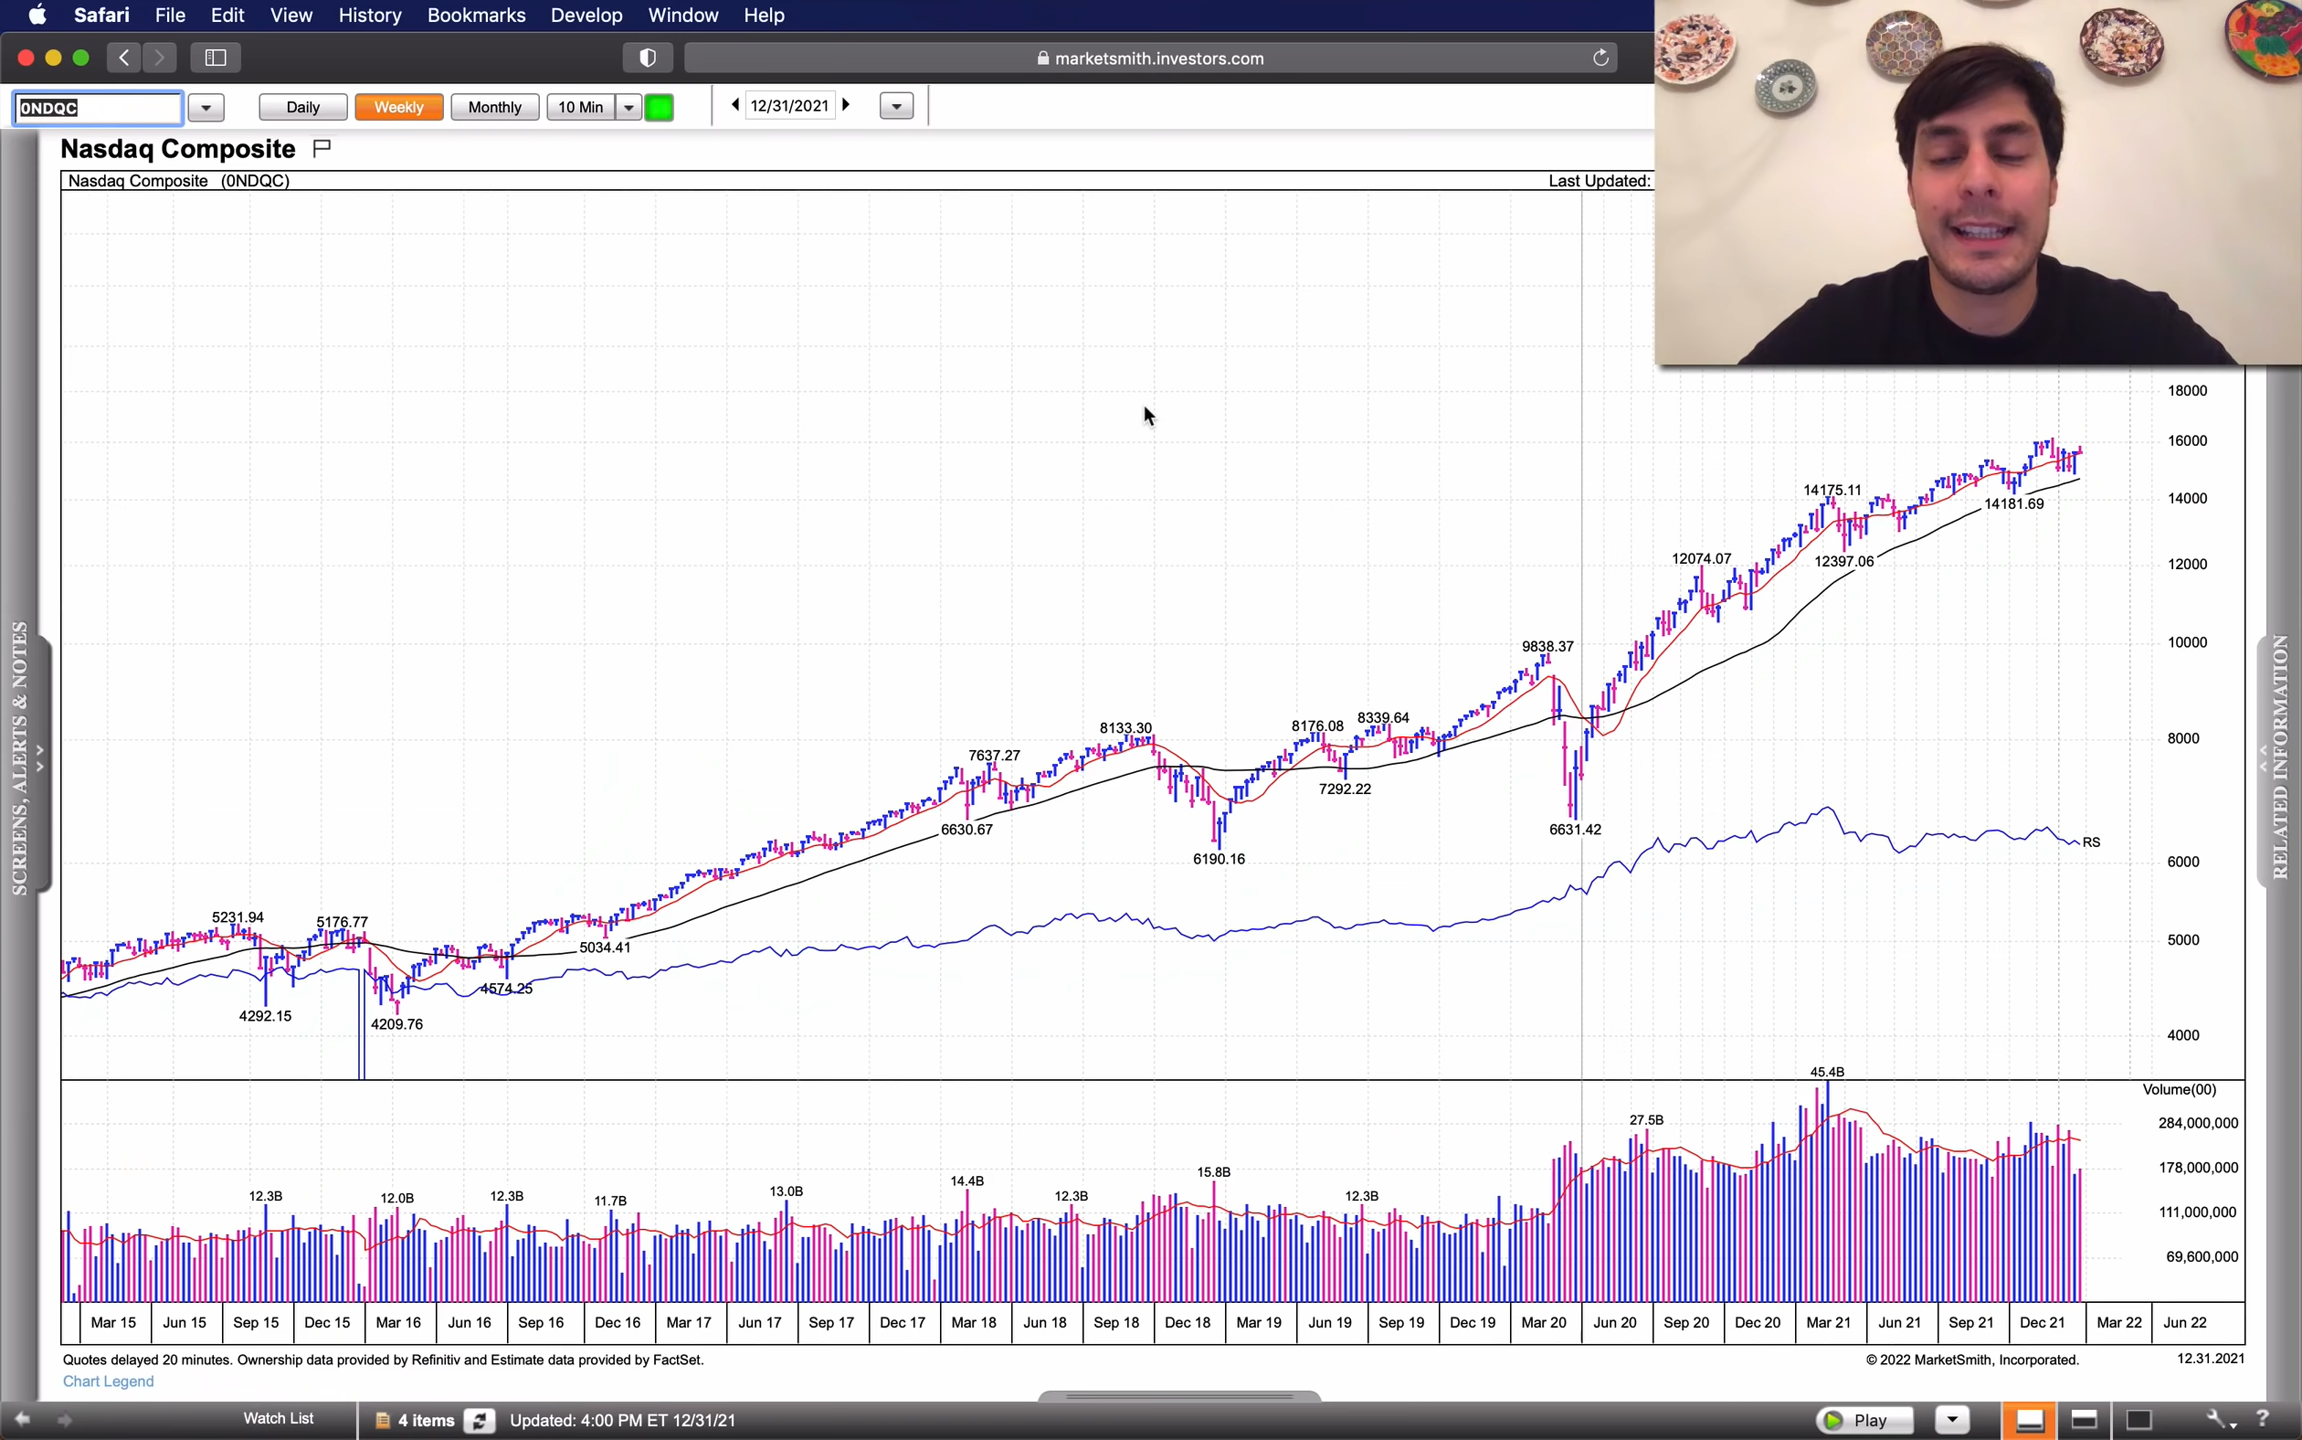 Safari File Edit View History Bookmarks Develop Window Help
marketsmith.investors.com
0NDQC Daily Weekly Monthly 10 Min 12/31/2021
Nasdaq Composite
Nasdaq Composite (0NDQC) Last Updated:
18000
16000
14175.11
14000
14181.69
12074.07
12397.06
12000
9838.37
10000
8133.30 8176.08 8339.64
8000
7637.27
7292.22
6630.67 6631.42
RS
6190.16
6000
5231.94 5176.77
5034.41
5000
4574.25
4292.15
4209.76
4000
45.4B
Volume(00)
27.5B
284,000,000
15.8B
178,000,000
14.4B
12.3B 12.0B 12.3B 11.7B 13.0B 12.3B 12.3B
111,000,000
69,600,000
Mar 15 Jun 15 Sep 15 Dec 15 Mar 16 Jun 16 Sep 16 Dec 16 Mar 17 Jun 17 Sep 17 Dec 17 Mar 18 Jun 18 Sep 18 Dec 18 Mar 19 Jun 19 Sep 19 Dec 19 Mar 20 Jun 20 Sep 20 Dec 20 Mar 21 Jun 21 Sep 21 Dec 21 Mar 22 Jun 22
Quotes delayed 20 minutes. Ownership data provided by Refinitiv and Estimate data provided by FactSet. © 2022 MarketSmith, Incorporated. 12.31.2021
Chart Legend
SCREENS, ALERTS & NOTES
RELATED INFORMATION
Watch List 4 items Updated: 4:00 PM ET 12/31/21 Play ?